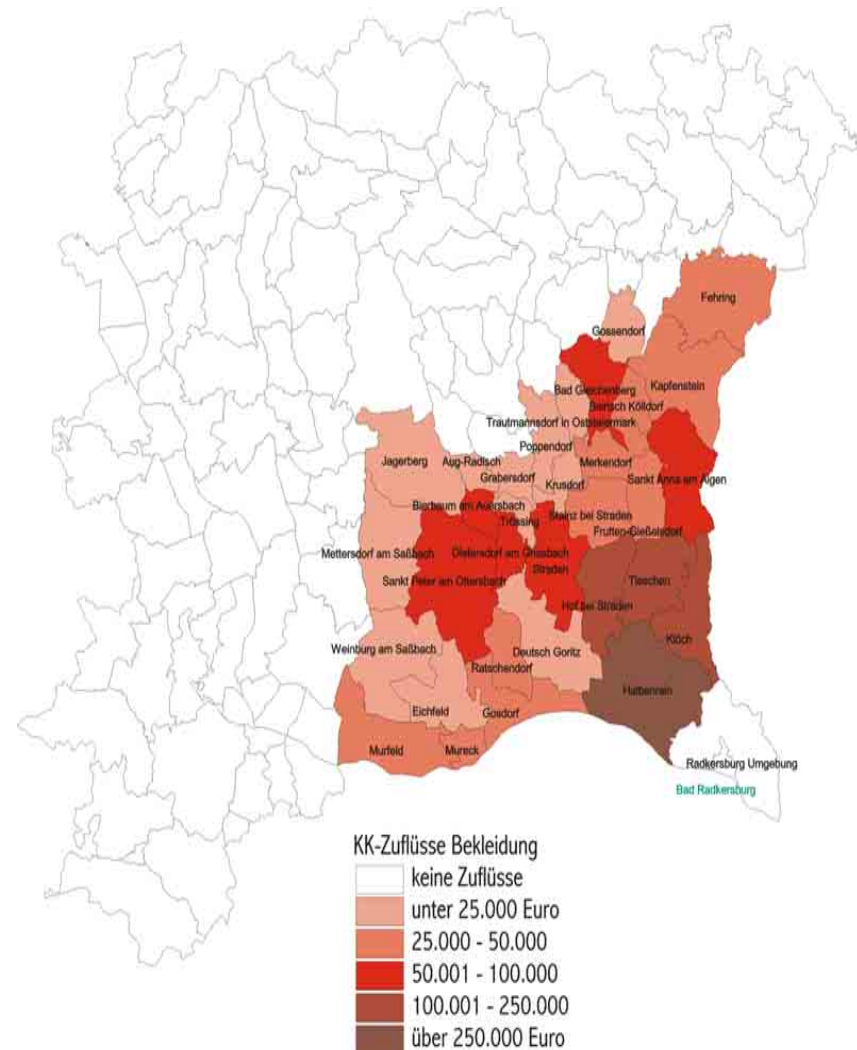 Fehring
Gossendorf
Bad Gleichenberg
Kapfenstein
Bairisch Kölldorf
Trautmannsdorf in Oststeiermark
Poppendorf
Jagerberg
Aug-Radisch
Merkendorf
Grabersdorf
Krusdorf
Sankt Anna am Aigen
Bierbaum am Auersbach
Trössing
Stainz bei Straden
Frutten-Gießelsdorf
Mettersdorf am Saßbach
Dietersdorf am Gnasbach
Straden
Tieschen
Sankt Peter am Ottersbach
Hof bei Straden
Klöch
Weinburg am Saßbach
Deutsch Goritz
Ratschendorf
Halbenrain
Eichfeld
Gosdorf
Murfeld
Mureck
Radkersburg Umgebung
Bad Radkersburg
KK-Zuflüsse Bekleidung
keine Zuflüsse
unter 25.000 Euro
25.000 - 50.000
50.001 - 100.000
100.001 - 250.000
über 250.000 Euro